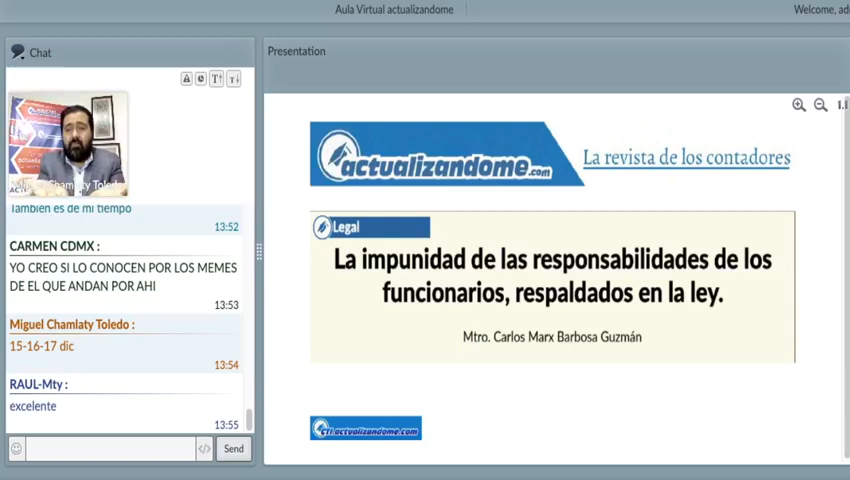 Aula Virtual actualizandome
Welcome, ad
Chat
Presentation
Chamlaty Toledo
También es de mi tiempo
13:52
CARMEN CDMX :
YO CREO SI LO CONOCEN POR LOS MEMES
DE EL QUE ANDAN POR AHI
13:53
Miguel Chamlaty Toledo :
15-16-17 dic
13:54
RAUL-Mty :
excelente
13:55
Send
actualizandome.com
La revista de los contadores
Legal
La impunidad de las responsabilidades de los
funcionarios, respaldados en la ley.
Mtro. Carlos Marx Barbosa Guzmán
actualizandome.com